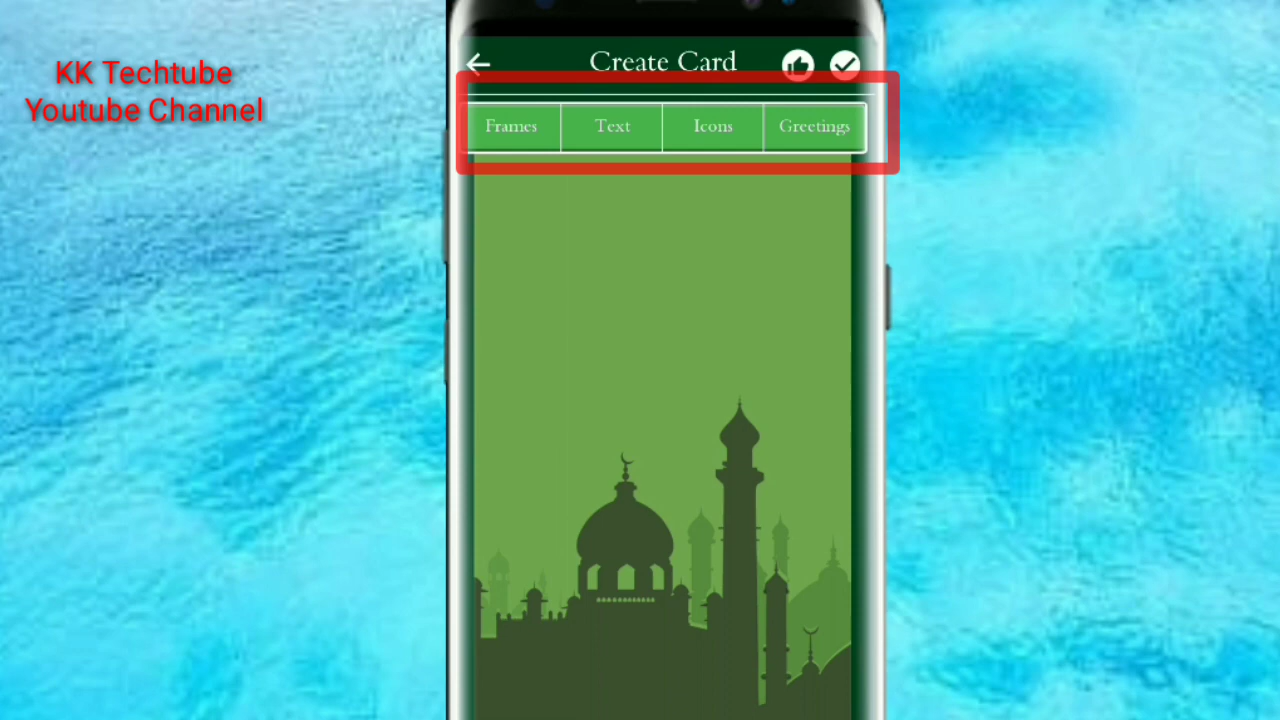 KK Techtube
Youtube Channel
Create Card
Frames
Text
Icons
Greetings